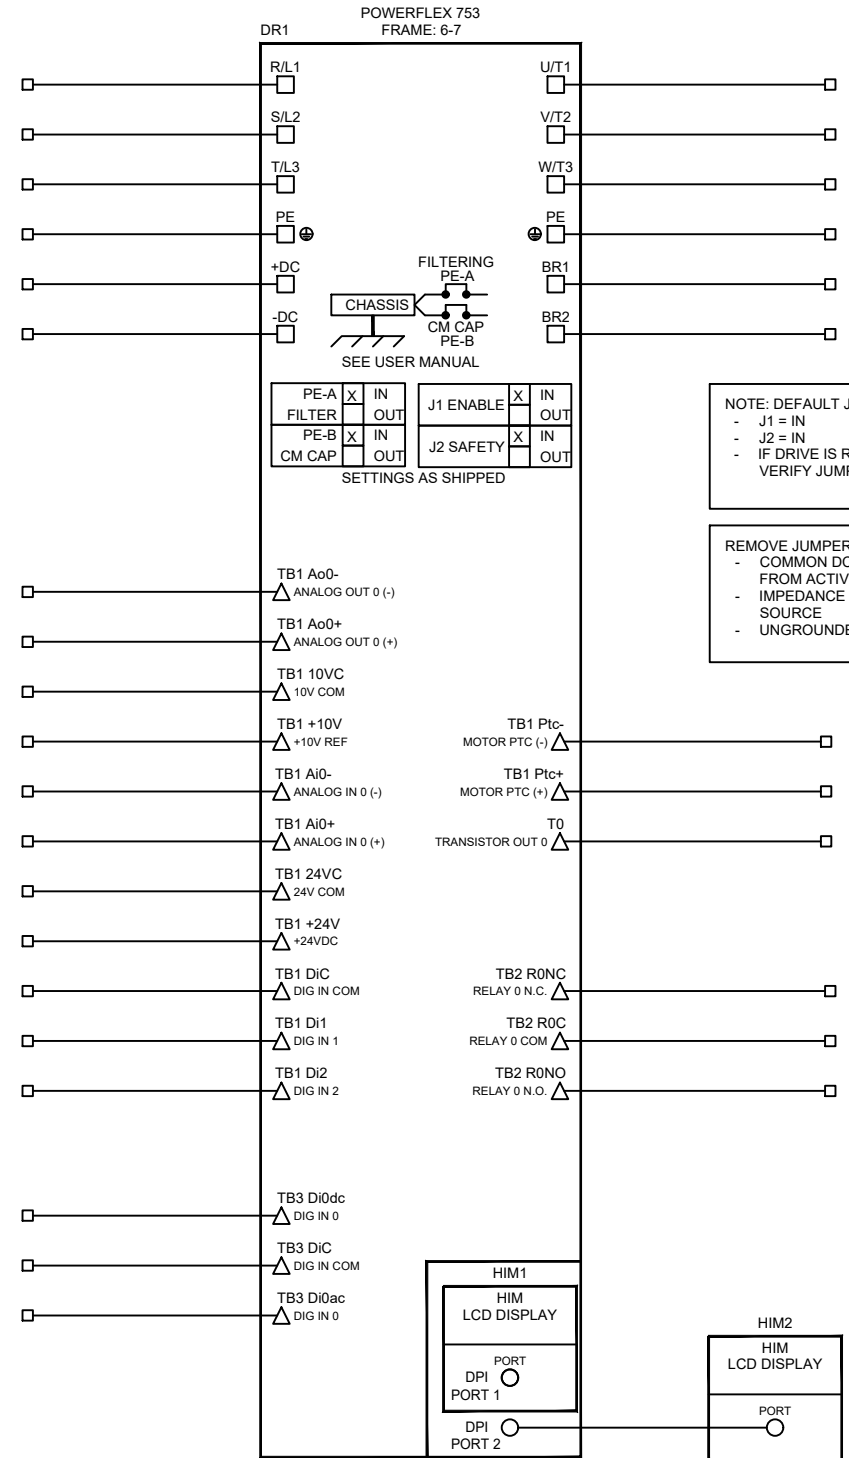 POWERFLEX 753
DR1 FRAME: 6-7
R/L1 U/T1
S/L2 V/T2
T/L3 W/T3
PE PE
+DC BR1
-DC BR2
FILTERING
PE-A
CHASSIS
CM CAP
PE-B
SEE USER MANUAL
PE-A X IN
FILTER OUT
PE-B X IN
CM CAP OUT
J1 ENABLE X IN
OUT
J2 SAFETY X IN
OUT
SETTINGS AS SHIPPED
NOTE: DEFAULT J
- J1 = IN
- J2 = IN
- IF DRIVE IS R
VERIFY JUMP
REMOVE JUMPER
- COMMON DO
FROM ACTIV
- IMPEDANCE
SOURCE
- UNGROUNDE
TB1 Ao0-
ANALOG OUT 0 (-)
TB1 Ao0+
ANALOG OUT 0 (+)
TB1 10VC
10V COM
TB1 +10V
+10V REF
TB1 Ai0-
ANALOG IN 0 (-)
TB1 Ai0+
ANALOG IN 0 (+)
TB1 24VC
24V COM
TB1 +24V
+24VDC
TB1 DiC
DIG IN COM
TB1 Di1
DIG IN 1
TB1 Di2
DIG IN 2
TB1 Ptc-
MOTOR PTC (-)
TB1 Ptc+
MOTOR PTC (+)
T0
TRANSISTOR OUT 0
TB2 R0NC
RELAY 0 N.C.
TB2 R0C
RELAY 0 COM
TB2 R0NO
RELAY 0 N.O.
TB3 Di0dc
DIG IN 0
TB3 DiC
DIG IN COM
TB3 Di0ac
DIG IN 0
HIM1
HIM
LCD DISPLAY
PORT
DPI
PORT 1
DPI
PORT 2
HIM2
HIM
LCD DISPLAY
PORT